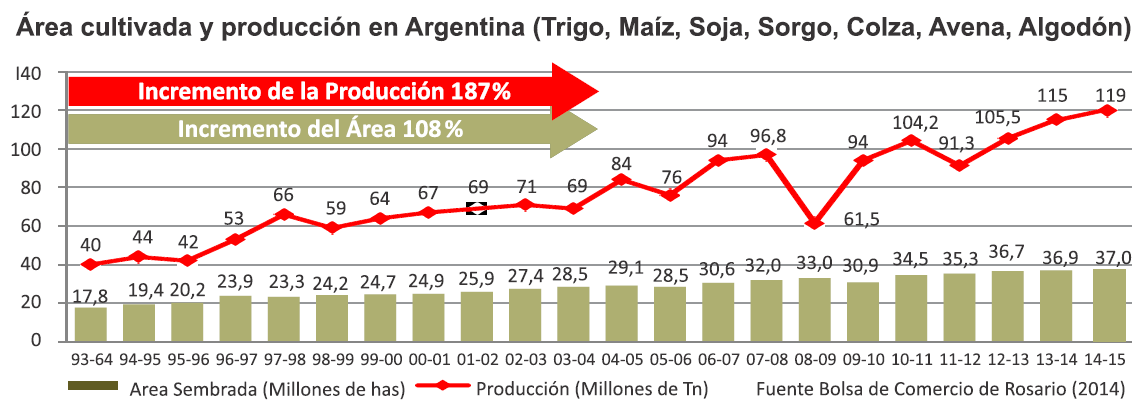 Área cultivada y producción en Argentina (Trigo, Maíz, Soja, Sorgo, Colza, Avena, Algodón)
I40
120
100
80
60
40
20
0
Incremento de la Producción 187%
Incremento del Área 108%
40 44 42 53 66 59 64 67 69 71 69 84 76 94 96,8 61,5 94 104,2 91,3 105,5 115 119
17,8 19,4 20,2 23,9 23,3 24,2 24,7 24,9 25,9 27,4 28,5 29,1 28,5 30,6 32,0 33,0 30,9 34,5 35,3 36,7 36,9 37,0
93-64 94-95 95-96 96-97 97-98 98-99 99-00 00-01 01-02 02-03 03-04 04-05 05-06 06-07 07-08 08-09 09-10 10-11 11-12 12-13 13-14 14-15
Area Sembrada (Millones de has) Producción (Millones de Tn) Fuente Bolsa de Comercio de Rosario (2014)